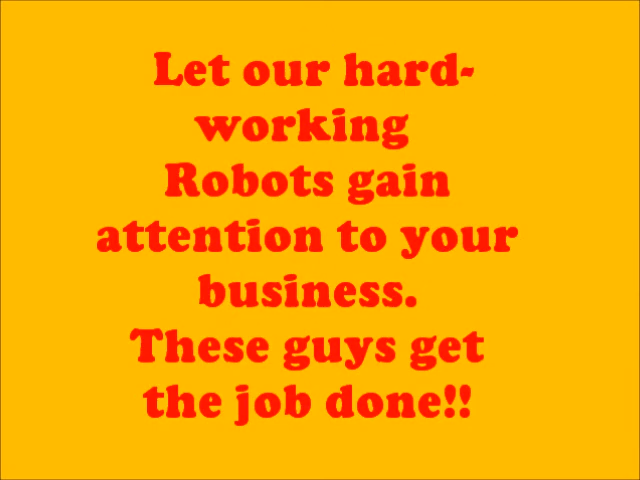 Let our hard-
working
Robots gain
attention to your
business.
These guys get
the job done!!